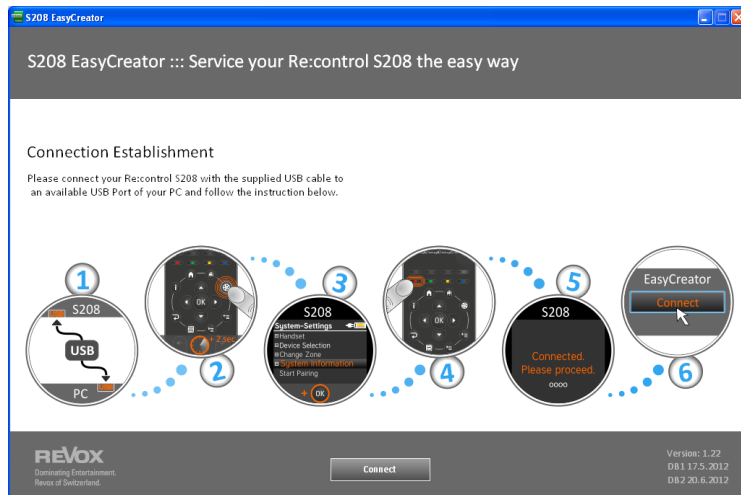 S208 EasyCreator
S208 EasyCreator ::: Service your Re:control S208 the easy way
Connection Establishment
Please connect your Re:control S208 with the supplied USB cable to
an available USB Port of your PC and follow the instruction below.
1
S208
USB
PC
OK
+ 2 sec
2
3
S208
System-Settings
Handset
Device Selection
Change Zone
System Information
Start Pairing
+ OK
OK
4
5
S208
Connected.
Please proceed.
oooo
EasyCreator
Connect
6
REVOX
Dominating Entertainment.
Revox of Switzerland.
Connect
Version: 1.22
DB1 17.5.2012
DB2 20.6.2012